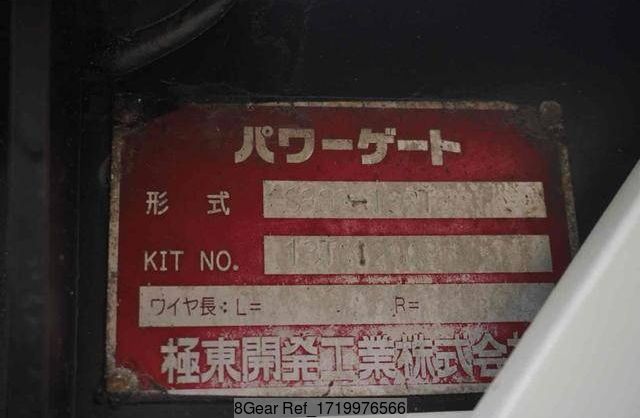 パワーゲート
形 式
KIT NO.
ワイヤ長: L= R=
極東開発工業株式会
8Gear Ref_1719976566